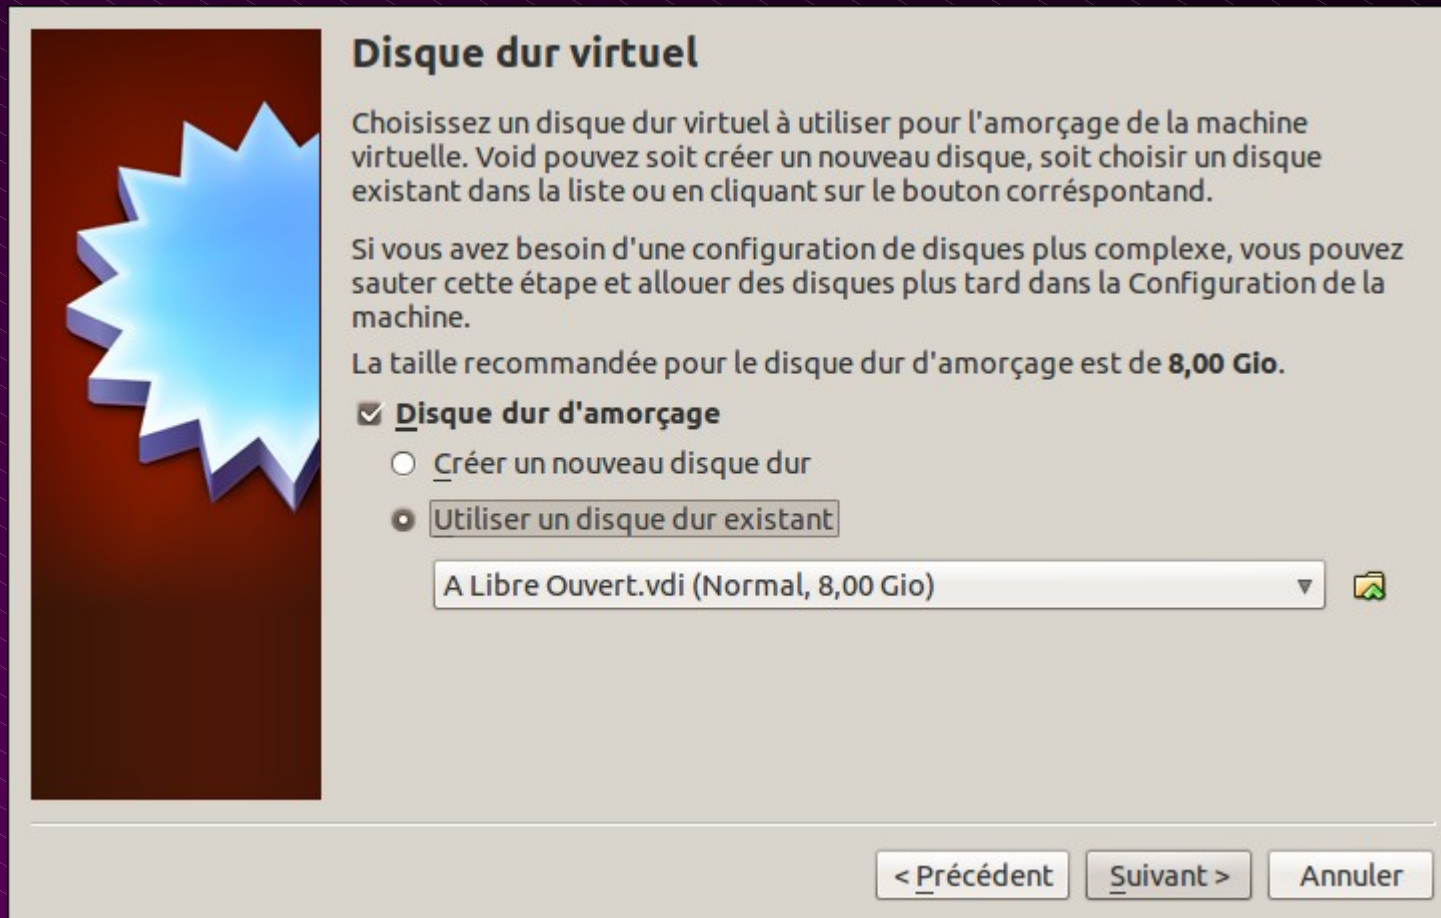 Disque dur virtuel
Choisissez un disque dur virtuel à utiliser pour l'amorçage de la machine
virtuelle. Void pouvez soit créer un nouveau disque, soit choisir un disque
existant dans la liste ou en cliquant sur le bouton corréspontand.
Si vous avez besoin d'une configuration de disques plus complexe, vous pouvez
sauter cette étape et allouer des disques plus tard dans la Configuration de la
machine.
La taille recommandée pour le disque dur d'amorçage est de 8,00 Gio.
Disque dur d'amorçage
Créer un nouveau disque dur
Utiliser un disque dur existant
A Libre Ouvert.vdi (Normal, 8,00 Gio)
< Précédent Suivant > Annuler